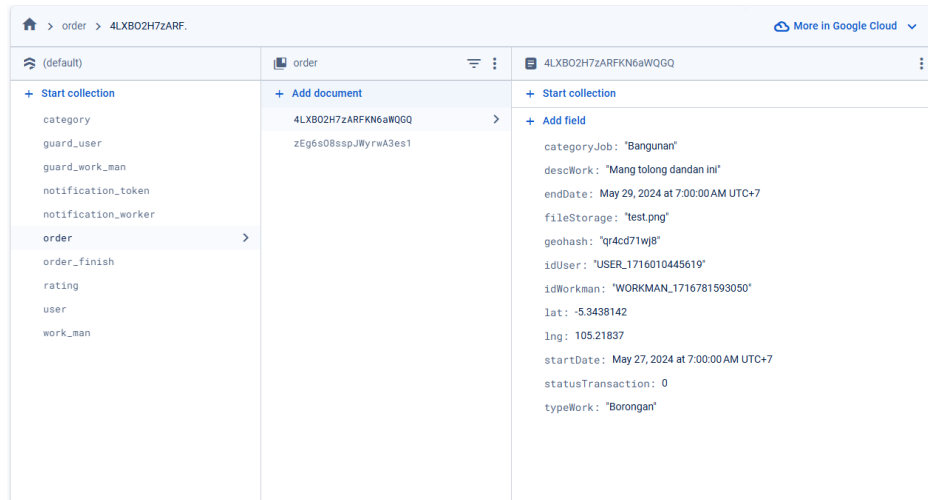 order > 4LXBO2H7zARF.
More in Google Cloud
(default)
Start collection
category
guard_user
guard_work_man
notification_token
notification_worker
order
order_finish
rating
user
work_man
order
Add document
4LXBO2H7zARFKN6aWQGQ
zEg6sO8sspJWyrwA3es1
4LXBO2H7zARFKN6aWQGQ
Start collection
Add field
categoryJob: "Bangunan"
descWork: "Mang tolong dandan ini"
endDate: May 29, 2024 at 7:00:00 AM UTC+7
fileStorage: "test.png"
geohash: "qr4cd71wj8"
idUser: "USER_1716010445619"
idWorkman: "WORKMAN_1716781593050"
lat: -5.3438142
lng: 105.21837
startDate: May 27, 2024 at 7:00:00 AM UTC+7
statusTransaction: 0
typeWork: "Borongan"